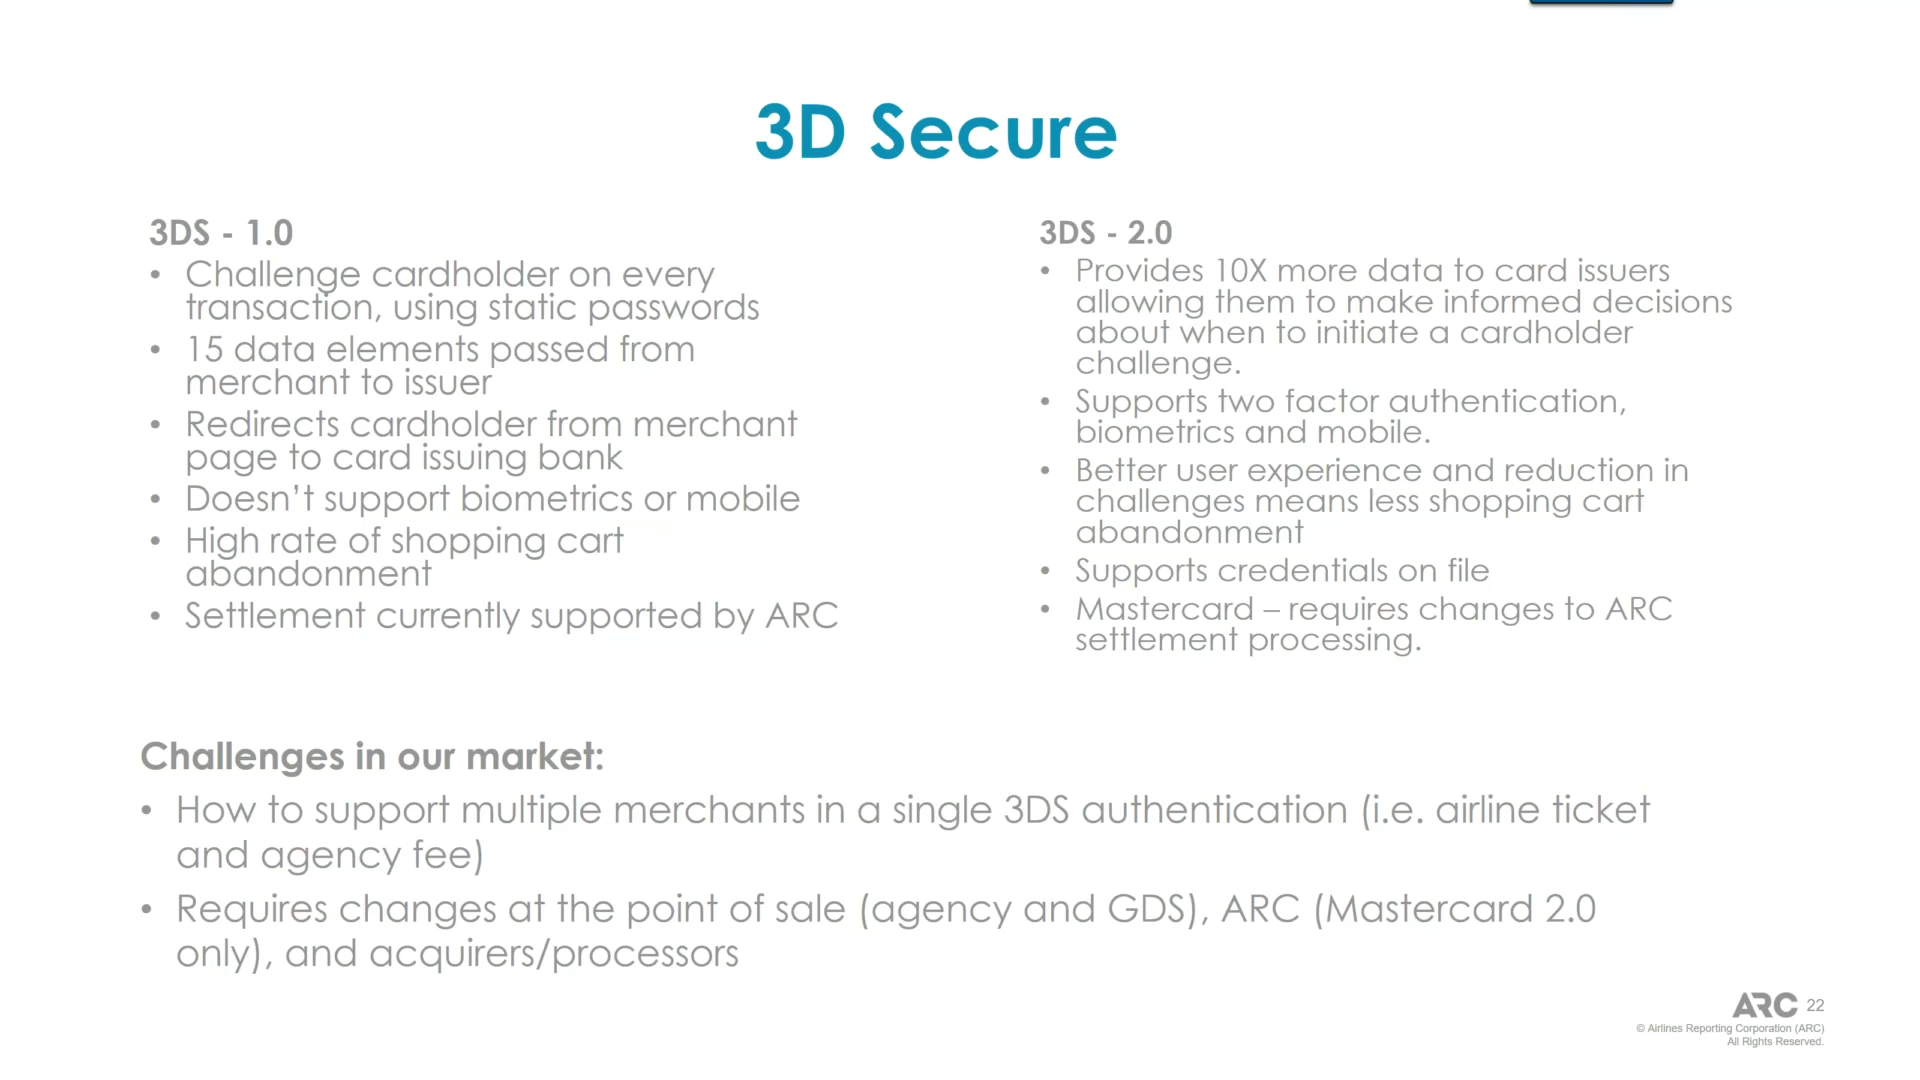 3D Secure
3DS - 1.0
• Challenge cardholder on every
transaction, using static passwords
• 15 data elements passed from
merchant to issuer
• Redirects cardholder from merchant
page to card issuing bank
• Doesn’t support biometrics or mobile
• High rate of shopping cart
abandonment
• Settlement currently supported by ARC
3DS - 2.0
• Provides 10X more data to card issuers
allowing them to make informed decisions
about when to initiate a cardholder
challenge.
• Supports two factor authentication,
biometrics and mobile.
• Better user experience and reduction in
challenges means less shopping cart
abandonment
• Supports credentials on file
• Mastercard – requires changes to ARC
settlement processing.
Challenges in our market:
• How to support multiple merchants in a single 3DS authentication (i.e. airline ticket
and agency fee)
• Requires changes at the point of sale (agency and GDS), ARC (Mastercard 2.0
only), and acquirers/processors
ARC 22
© Airlines Reporting Corporation (ARC)
All Rights Reserved.